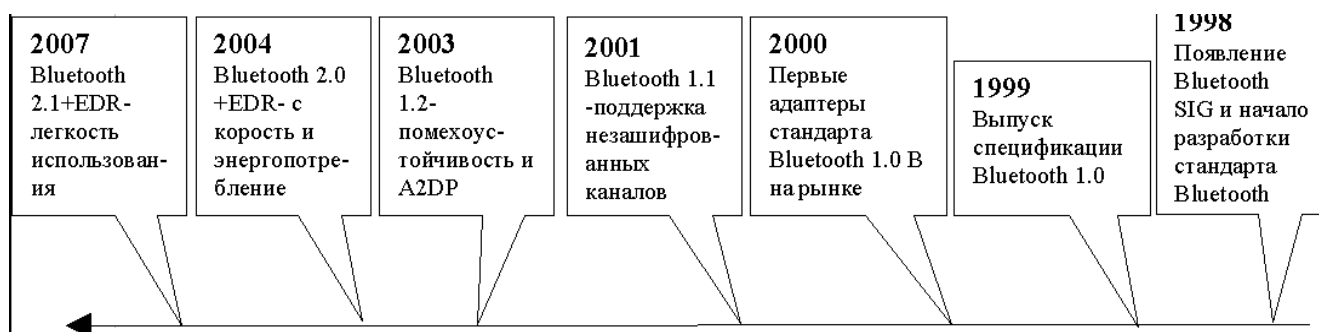 2007
Bluetooth
2.1+EDR-
легкость
использован-
ия
2004
Bluetooth 2.0
+EDR- с
корость и
энергопотре-
бление
2003
Bluetooth
1.2-
помехоус-
тойчивость и
A2DP
2001
Bluetooth 1.1
-поддержка
незашифров-
анных
каналов
2000
Первые
адаптеры
стандарта
Bluetooth 1.0 B
на рынке
1999
Выпуск
спецификации
Bluetooth 1.0
1998
Появление
Bluetooth
SIG и начало
разработки
стандарта
Bluetooth